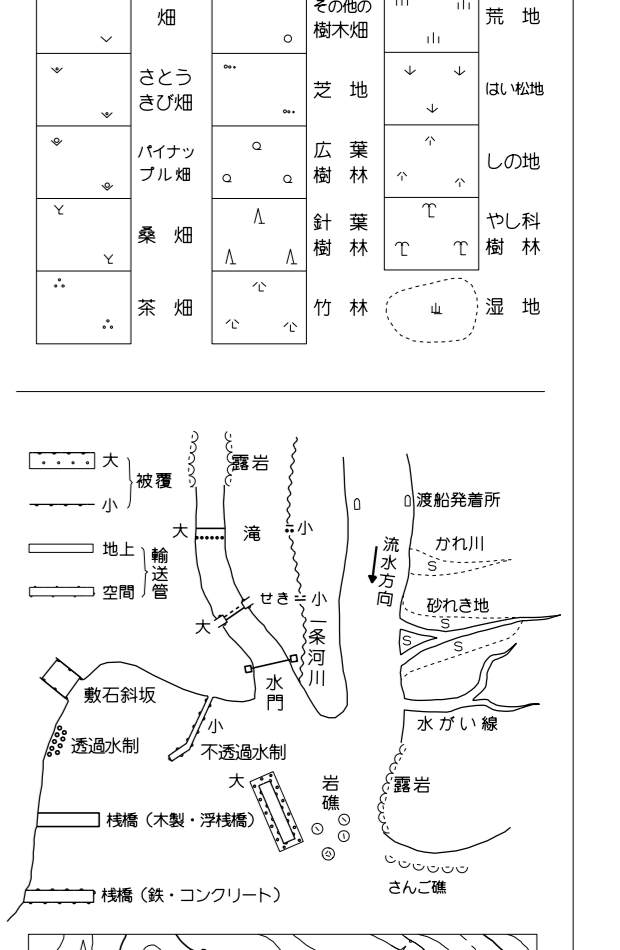 畑
その他の
樹木畑
荒 地
さとう
きび畑
芝 地
はい松地
パイナッ
プル畑
広 葉
樹 林
しの地
桑 畑
針 葉
樹 林
やし科
樹 林
茶 畑
竹 林
湿 地
大
小
被覆
地上
空間
輸送管
露岩
大
滝
小
せき
小
大
一条河川
水門
渡船発着所
流水方向
かれ川
S
砂れき地
S
S
S
水がい線
敷石斜坂
透過水制
小
不透過水制
大
岩礁
露岩
桟橋（木製・浮桟橋）
さんご礁
桟橋（鉄・コンクリート）